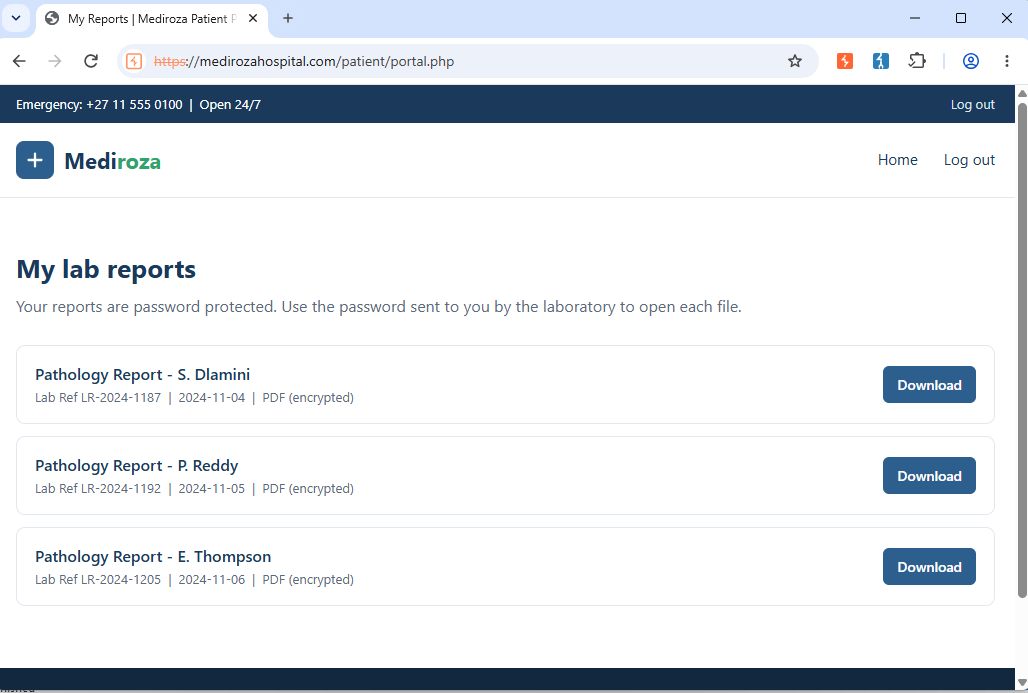 My Reports | Mediroza Patient P
https://medirozahospital.com/patient/portal.php
Emergency: +27 11 555 0100 | Open 24/7
Log out
Mediroza
Home
Log out
My lab reports
Your reports are password protected. Use the password sent to you by the laboratory to open each file.
Pathology Report - S. Dlamini
Lab Ref LR-2024-1187 | 2024-11-04 | PDF (encrypted)
Download
Pathology Report - P. Reddy
Lab Ref LR-2024-1192 | 2024-11-05 | PDF (encrypted)
Download
Pathology Report - E. Thompson
Lab Ref LR-2024-1205 | 2024-11-06 | PDF (encrypted)
Download